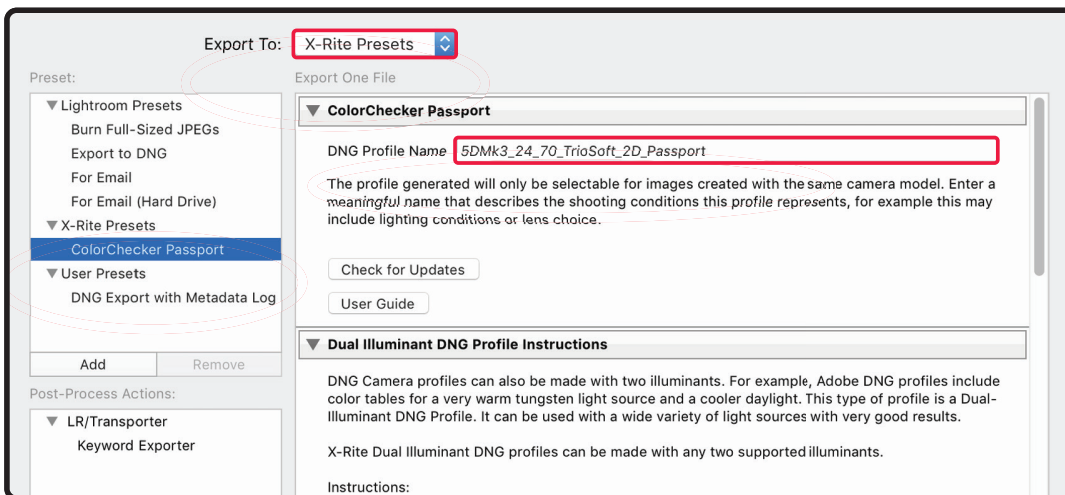 Export To: X-Rite Presets
Preset:
Lightroom Presets
Burn Full-Sized JPEGs
Export to DNG
For Email
For Email (Hard Drive)
X-Rite Presets
ColorChecker Passport
User Presets
DNG Export with Metadata Log
Add Remove
Post-Process Actions:
LR/Transporter
Keyword Exporter
Export One File
ColorChecker Passport
DNG Profile Name 5DMk3_24_70_TrioSoft_2D_Passport
The profile generated will only be selectable for images created with the same camera model. Enter a
meaningful name that describes the shooting conditions this profile represents, for example this may
include lighting conditions or lens choice.
Check for Updates
User Guide
Dual Illuminant DNG Profile Instructions
DNG Camera profiles can also be made with two illuminants. For example, Adobe DNG profiles include
color tables for a very warm tungsten light source and a cooler daylight. This type of profile is a Dual-
Illuminant DNG Profile. It can be used with a wide variety of light sources with very good results.
X-Rite Dual Illuminant DNG profiles can be made with any two supported illuminants.
Instructions: